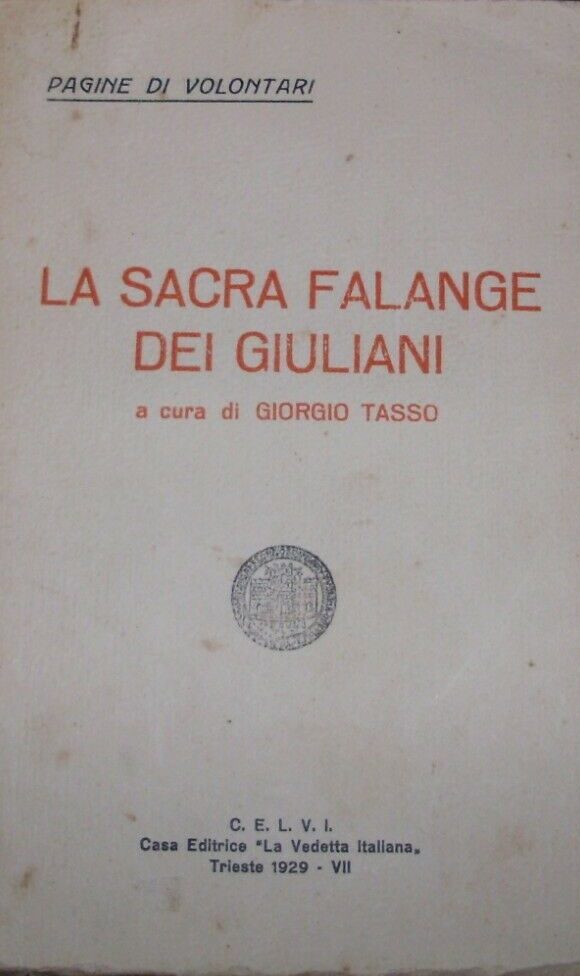 PAGINE DI VOLONTARI
LA SACRA FALANGE
DEI GIULIANI
a cura di GIORGIO TASSO
C. E. L. V. I.
Casa Editrice "La Vedetta Italiana„
Trieste 1929 - VII